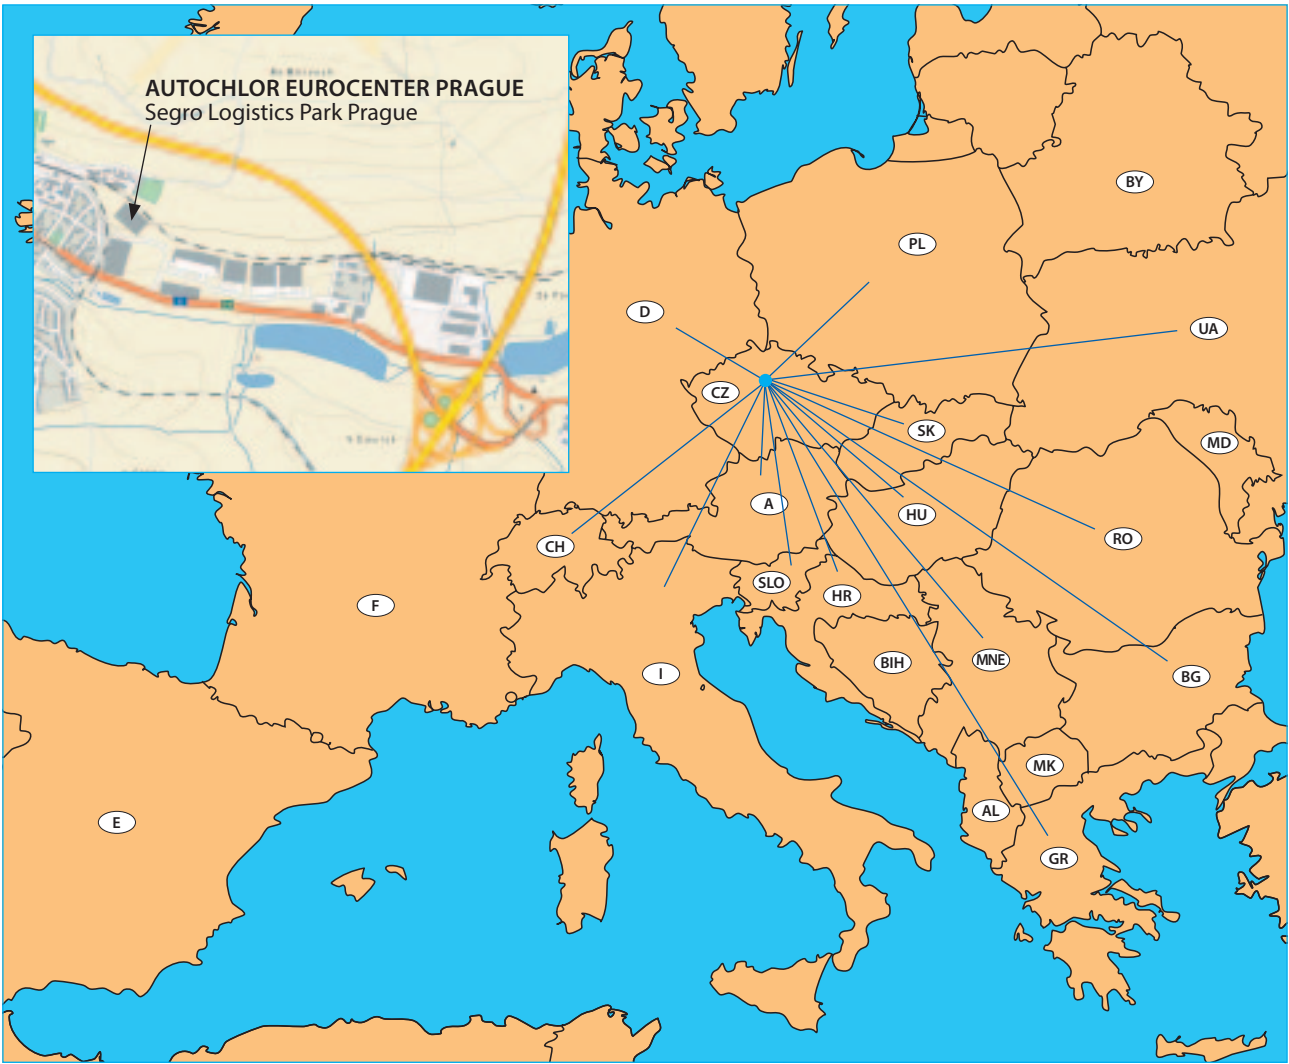 AUTOCHLOR EUROCENTER PRAGUE
Segro Logistics Park Prague
BY
PL
D
UA
CZ
SK
MD
A
HU
RO
CH
SLO
HR
F
BIH
MNE
I
BG
MK
AL
E
GR